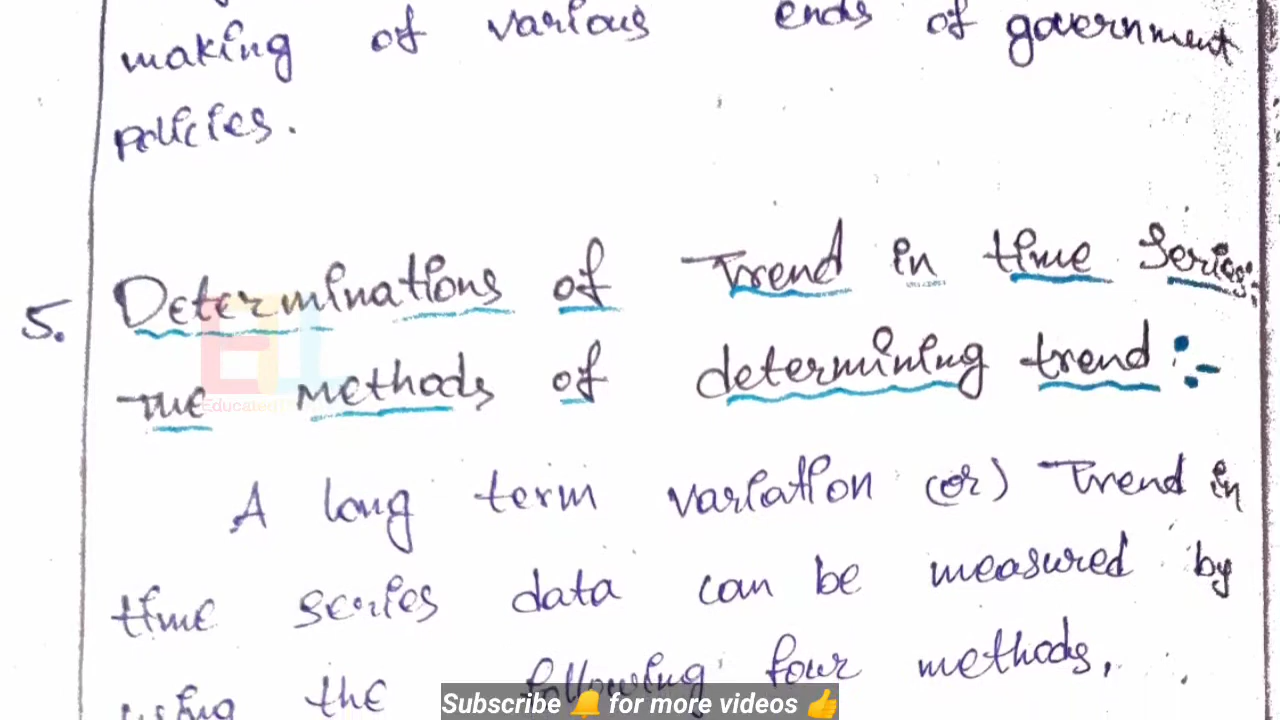 making of various ends of government
policies.
5. Determinations of Trend in time series:
The methods of determining trend :-
A long term variation (or) Trend in
time series data can be measured by
using the following four methods.
Educated
Subscribe 🔔 for more videos 👍